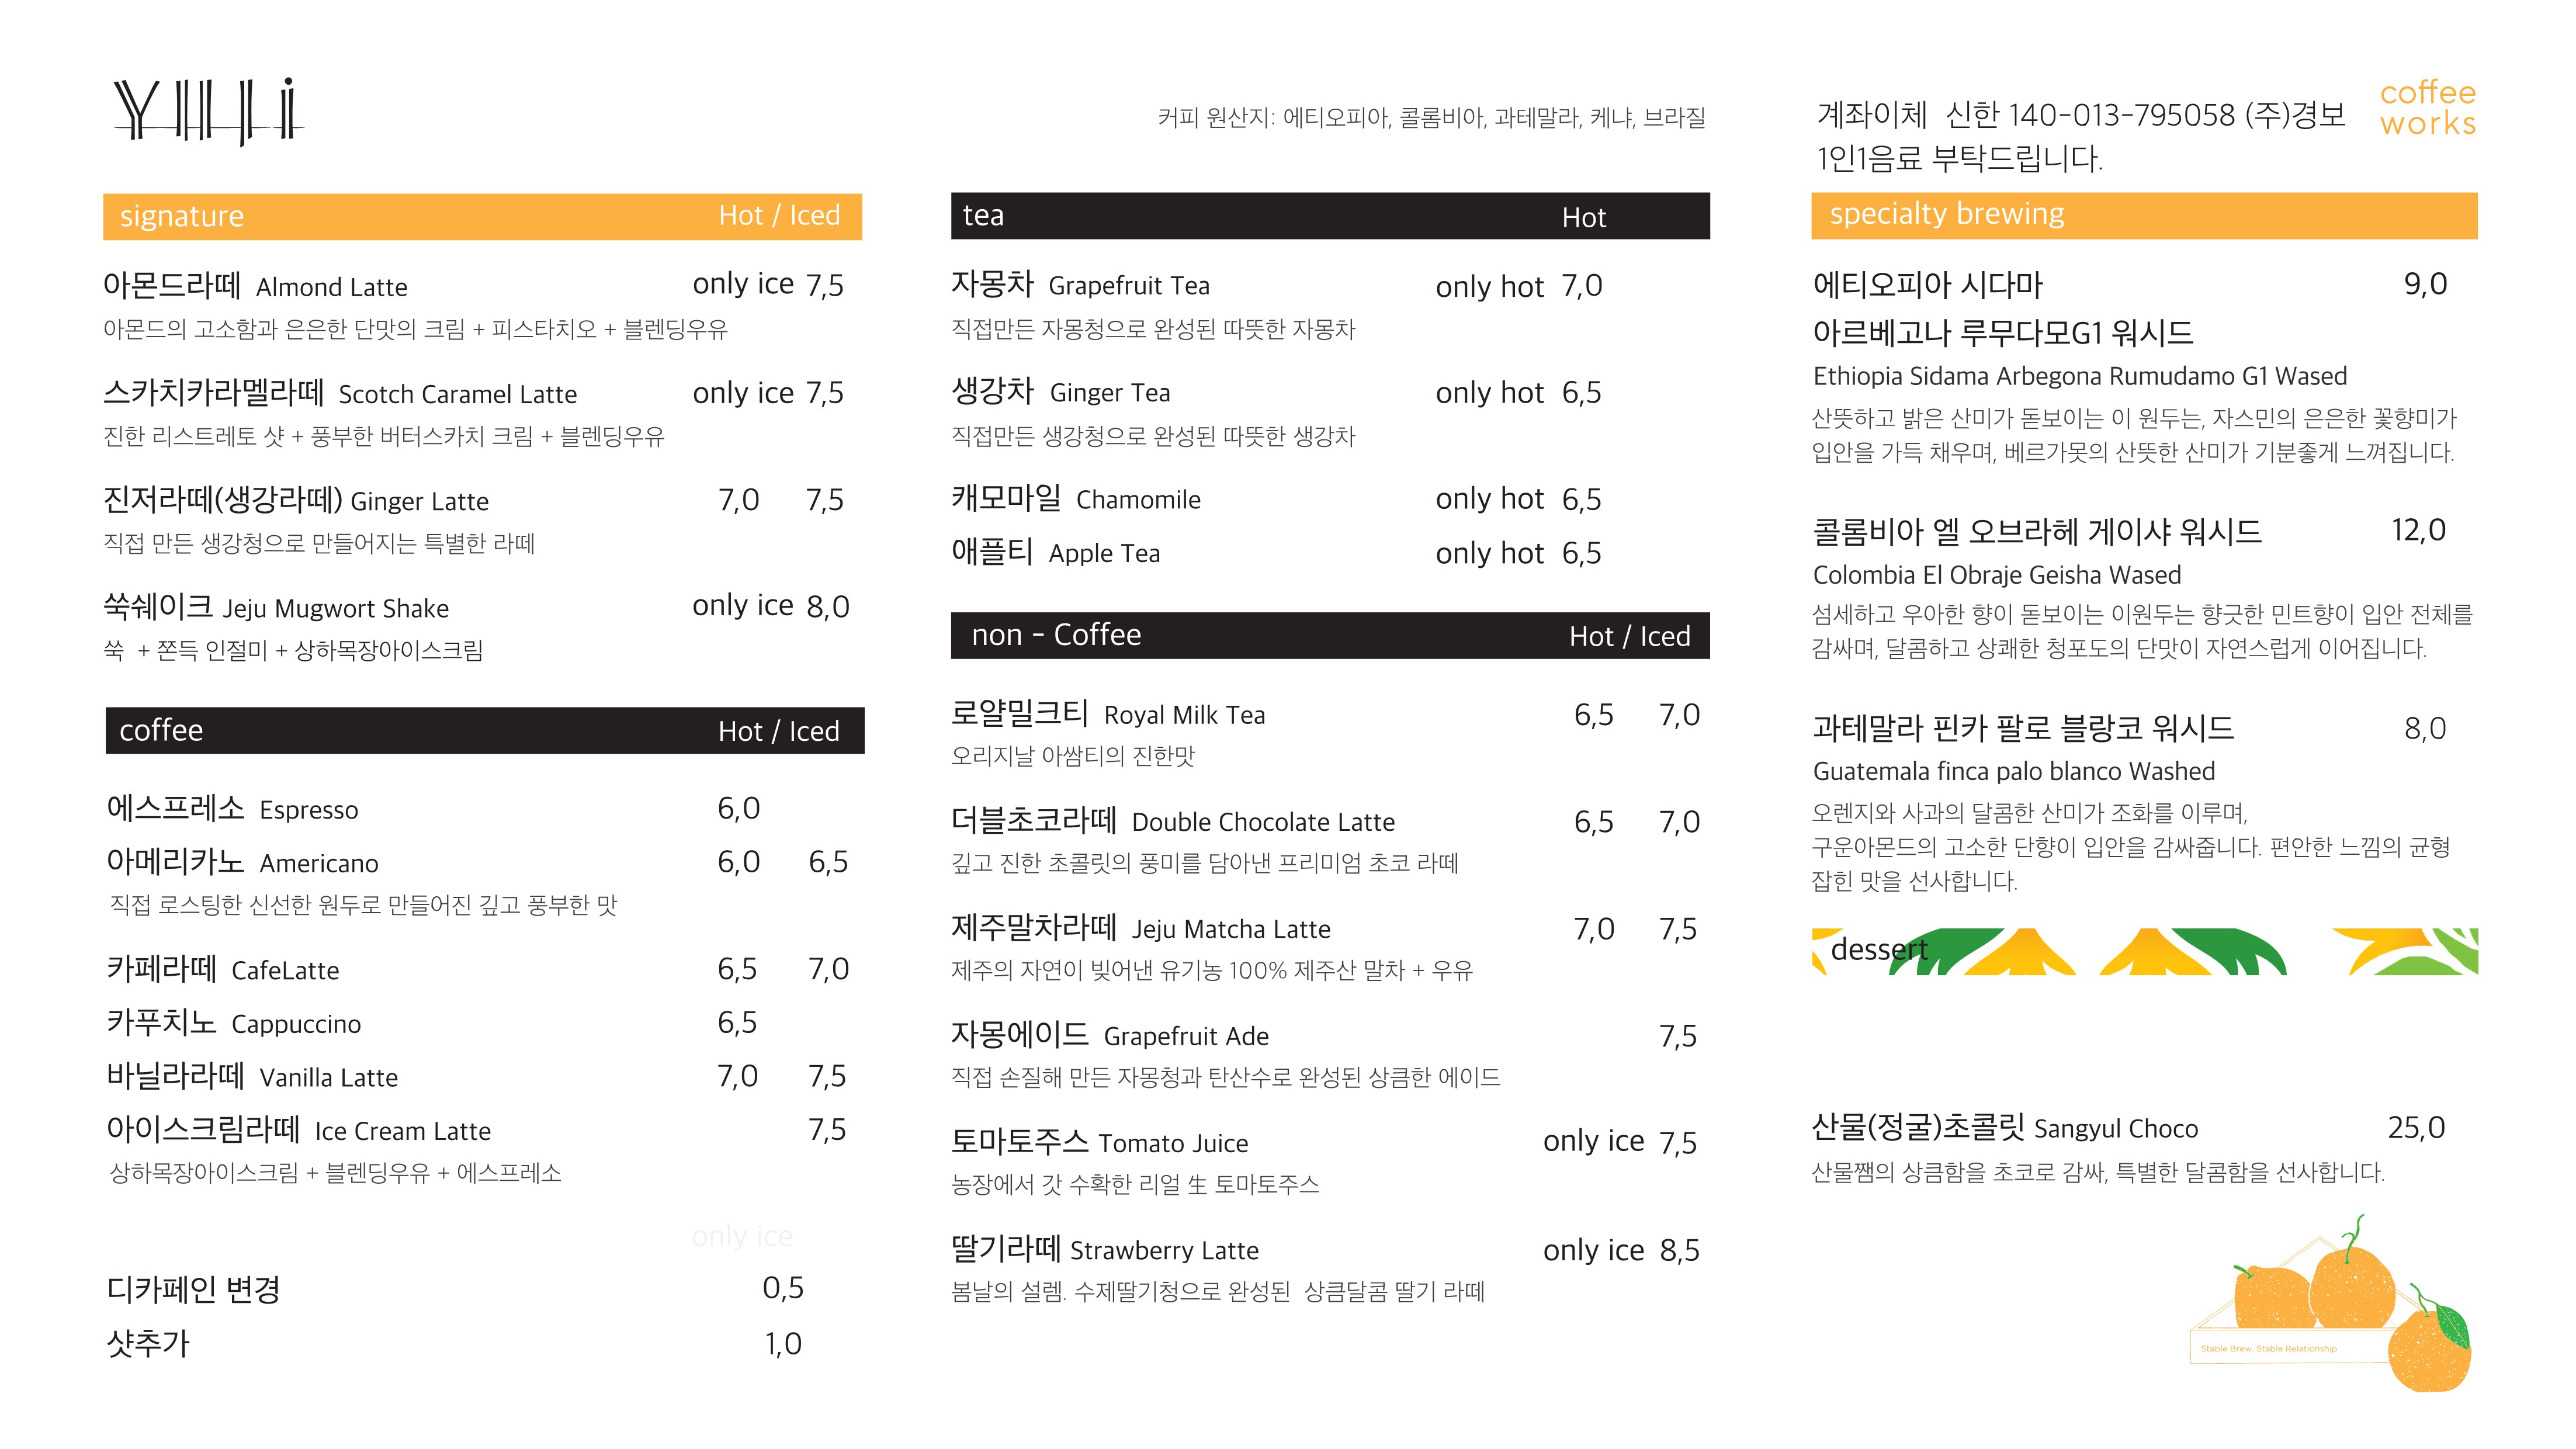 Yllli
커피 원산지: 에티오피아, 콜롬비아, 과테말라, 케냐, 브라질
계좌이체 신한 140-013-795058 (주)경보
1인1음료 부탁드립니다.
coffee
works
signature Hot / Iced
아몬드라떼 Almond Latte only ice 7,5
아몬드의 고소함과 은은한 단맛의 크림 + 피스타치오 + 블렌딩우유
스카치카라멜라떼 Scotch Caramel Latte only ice 7,5
진한 리스트레토 샷 + 풍부한 버터스카치 크림 + 블렌딩우유
진저라떼(생강라떼) Ginger Latte 7,0 7,5
직접 만든 생강청으로 만들어지는 특별한 라떼
쑥쉐이크 Jeju Mugwort Shake only ice 8,0
쑥 + 쫀득 인절미 + 상하목장아이스크림
coffee Hot / Iced
에스프레소 Espresso 6,0
아메리카노 Americano 6,0 6,5
직접 로스팅한 신선한 원두로 만들어진 깊고 풍부한 맛
카페라떼 CafeLatte 6,5 7,0
카푸치노 Cappuccino 6,5
바닐라라떼 Vanilla Latte 7,0 7,5
아이스크림라떼 Ice Cream Latte 7,5
상하목장아이스크림 + 블렌딩우유 + 에스프레소
only ice
디카페인 변경 0,5
샷추가 1,0
tea Hot
자몽차 Grapefruit Tea only hot 7,0
직접만든 자몽청으로 완성된 따뜻한 자몽차
생강차 Ginger Tea only hot 6,5
직접만든 생강청으로 완성된 따뜻한 생강차
캐모마일 Chamomile only hot 6,5
애플티 Apple Tea only hot 6,5
non - Coffee Hot / Iced
로얄밀크티 Royal Milk Tea 6,5 7,0
오리지날 아쌈티의 진한맛
더블초코라떼 Double Chocolate Latte 6,5 7,0
깊고 진한 초콜릿의 풍미를 담아낸 프리미엄 초코 라떼
제주말차라떼 Jeju Matcha Latte 7,0 7,5
제주의 자연이 빚어낸 유기농 100% 제주산 말차 + 우유
자몽에이드 Grapefruit Ade 7,5
직접 손질해 만든 자몽청과 탄산수로 완성된 상큼한 에이드
토마토주스 Tomato Juice only ice 7,5
농장에서 갓 수확한 리얼 生 토마토주스
딸기라떼 Strawberry Latte only ice 8,5
봄날의 설렘. 수제딸기청으로 완성된 상큼달콤 딸기 라떼
specialty brewing
에티오피아 시다마 9,0
아르베고나 루무다모G1 워시드
Ethiopia Sidama Arbegona Rumudamo G1 Wased
산뜻하고 밝은 산미가 돋보이는 이 원두는, 자스민의 은은한 꽃향미가
입안을 가득 채우며, 베르가못의 산뜻한 산미가 기분좋게 느껴집니다.
콜롬비아 엘 오브라헤 게이샤 워시드 12,0
Colombia El Obraje Geisha Wased
섬세하고 우아한 향이 돋보이는 이원두는 향긋한 민트향이 입안 전체를
감싸며, 달콤하고 상쾌한 청포도의 단맛이 자연스럽게 이어집니다.
과테말라 핀카 팔로 블랑코 워시드 8,0
Guatemala finca palo blanco Washed
오렌지와 사과의 달콤한 산미가 조화를 이루며,
구운아몬드의 고소한 단향이 입안을 감싸줍니다. 편안한 느낌의 균형
잡힌 맛을 선사합니다.
dessert
산물(정귤)초콜릿 Sangyul Choco 25,0
산물쨈의 상큼함을 초코로 감싸, 특별한 달콤함을 선사합니다.
Stable Brew, Stable Relationship